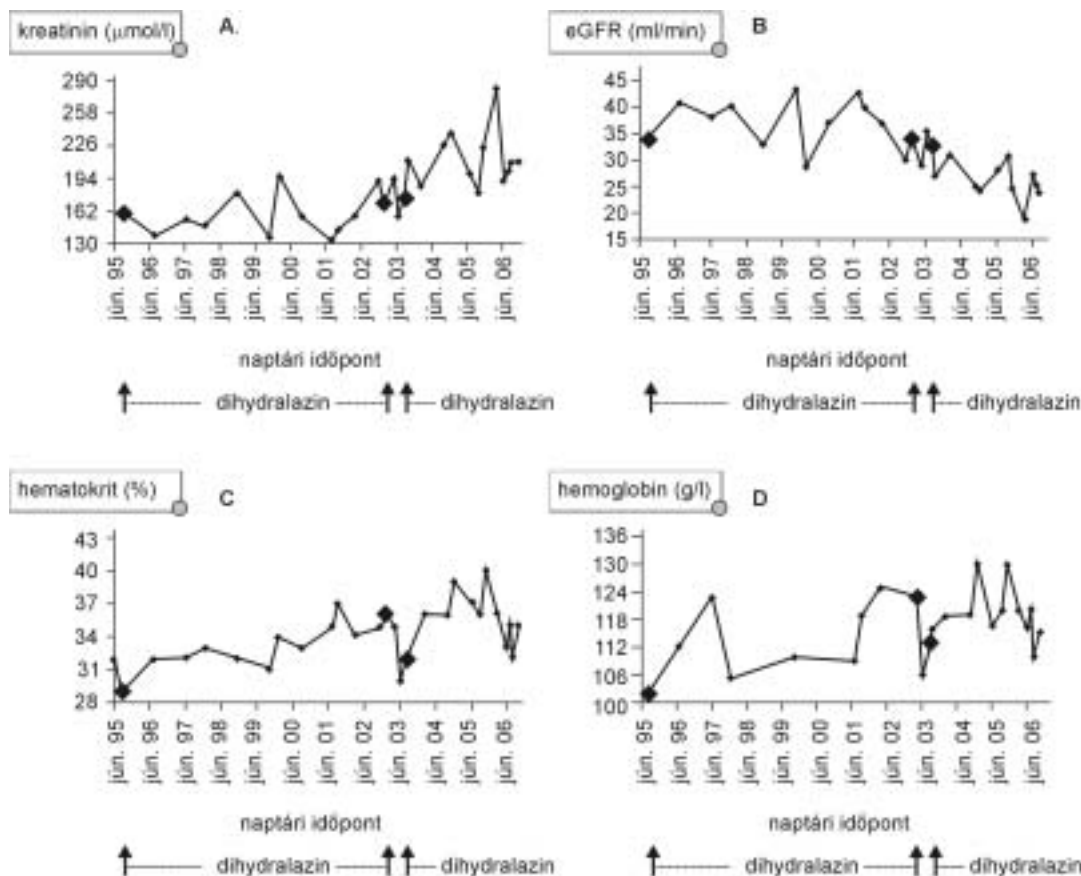 kreatinin (µmol/l)
A.
290
258
226
194
162
130
jún. 95
jún. 96
jún. 97
jún. 98
jún. 99
jún. 00
jún. 01
jún. 02
jún. 03
jún. 04
jún. 05
jún. 06
naptári időpont
dihydralazin
dihydralazin
eGFR (ml/min)
B
45
40
35
30
25
20
15
jún. 95
jún. 96
jún. 97
jún. 98
jún. 99
jún. 00
jún. 01
jún. 02
jún. 03
jún. 04
jún. 05
jún. 06
naptári időpont
dihydralazin
dihydralazin
hematokrit (%)
C
43
40
37
34
31
28
jún. 95
jún. 96
jún. 97
jún. 98
jún. 99
jún. 00
jún. 01
jún. 02
jún. 03
jún. 04
jún. 05
jún. 06
naptári időpont
dihydralazin
dihydralazin
hemoglobin (g/l)
D
136
130
124
118
112
106
100
jún. 95
jún. 96
jún. 97
jún. 98
jún. 99
jún. 00
jún. 01
jún. 02
jún. 03
jún. 04
jún. 05
jún. 06
naptári időpont
dihydralazin
dihydralazin